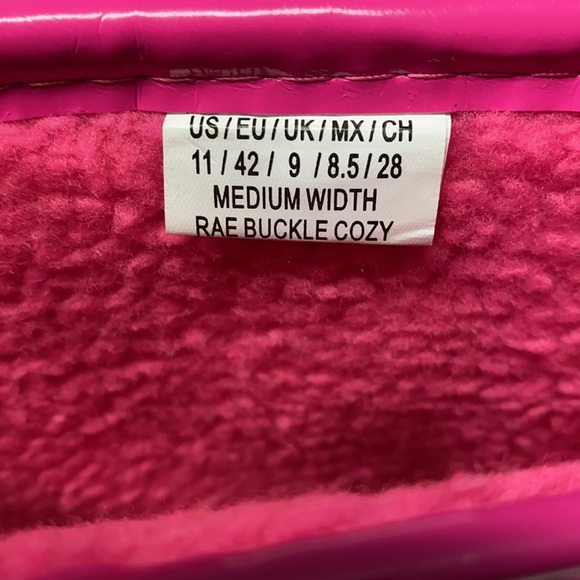 US/EU/UK/MX/CH
11/42/ 9 /8.5/28
MEDIUM WIDTH
RAE BUCKLE COZY